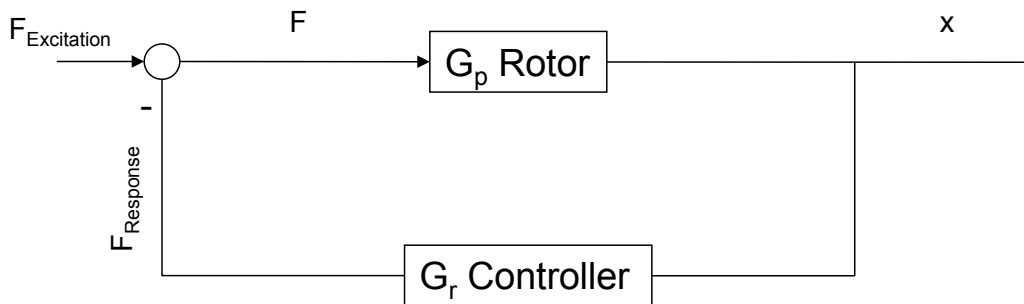 F_Excitation
F
x
G_p Rotor
-
F_Response
G_r Controller